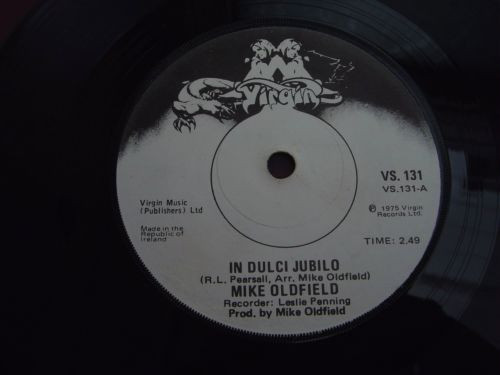 Virgin
VS. 131
VS.131-A
Virgin Music
(Publishers) Ltd
℗ 1975 Virgin
Records Ltd.
Made in the
Republic of
Ireland
TIME: 2.49
IN DULCI JUBILO
(R.L. Pearsall, Arr. Mike Oldfield)
MIKE OLDFIELD
Recorder: Leslie Penning
Prod. by Mike Oldfield